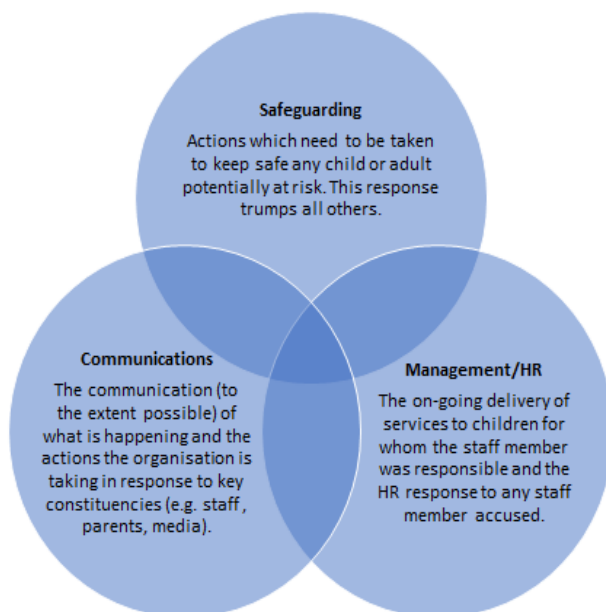 Safeguarding
Actions which need to be taken
to keep safe any child or adult
potentially at risk. This response
trumps all others.
Communications
The communication (to
the extent possible) of
what is happening and the
actions the organisation is
taking in response to key
constituencies (e.g. staff,
parents, media).
Management/HR
The on-going delivery of
services to children for
whom the staff member
was responsible and the
HR response to any staff
member accused.